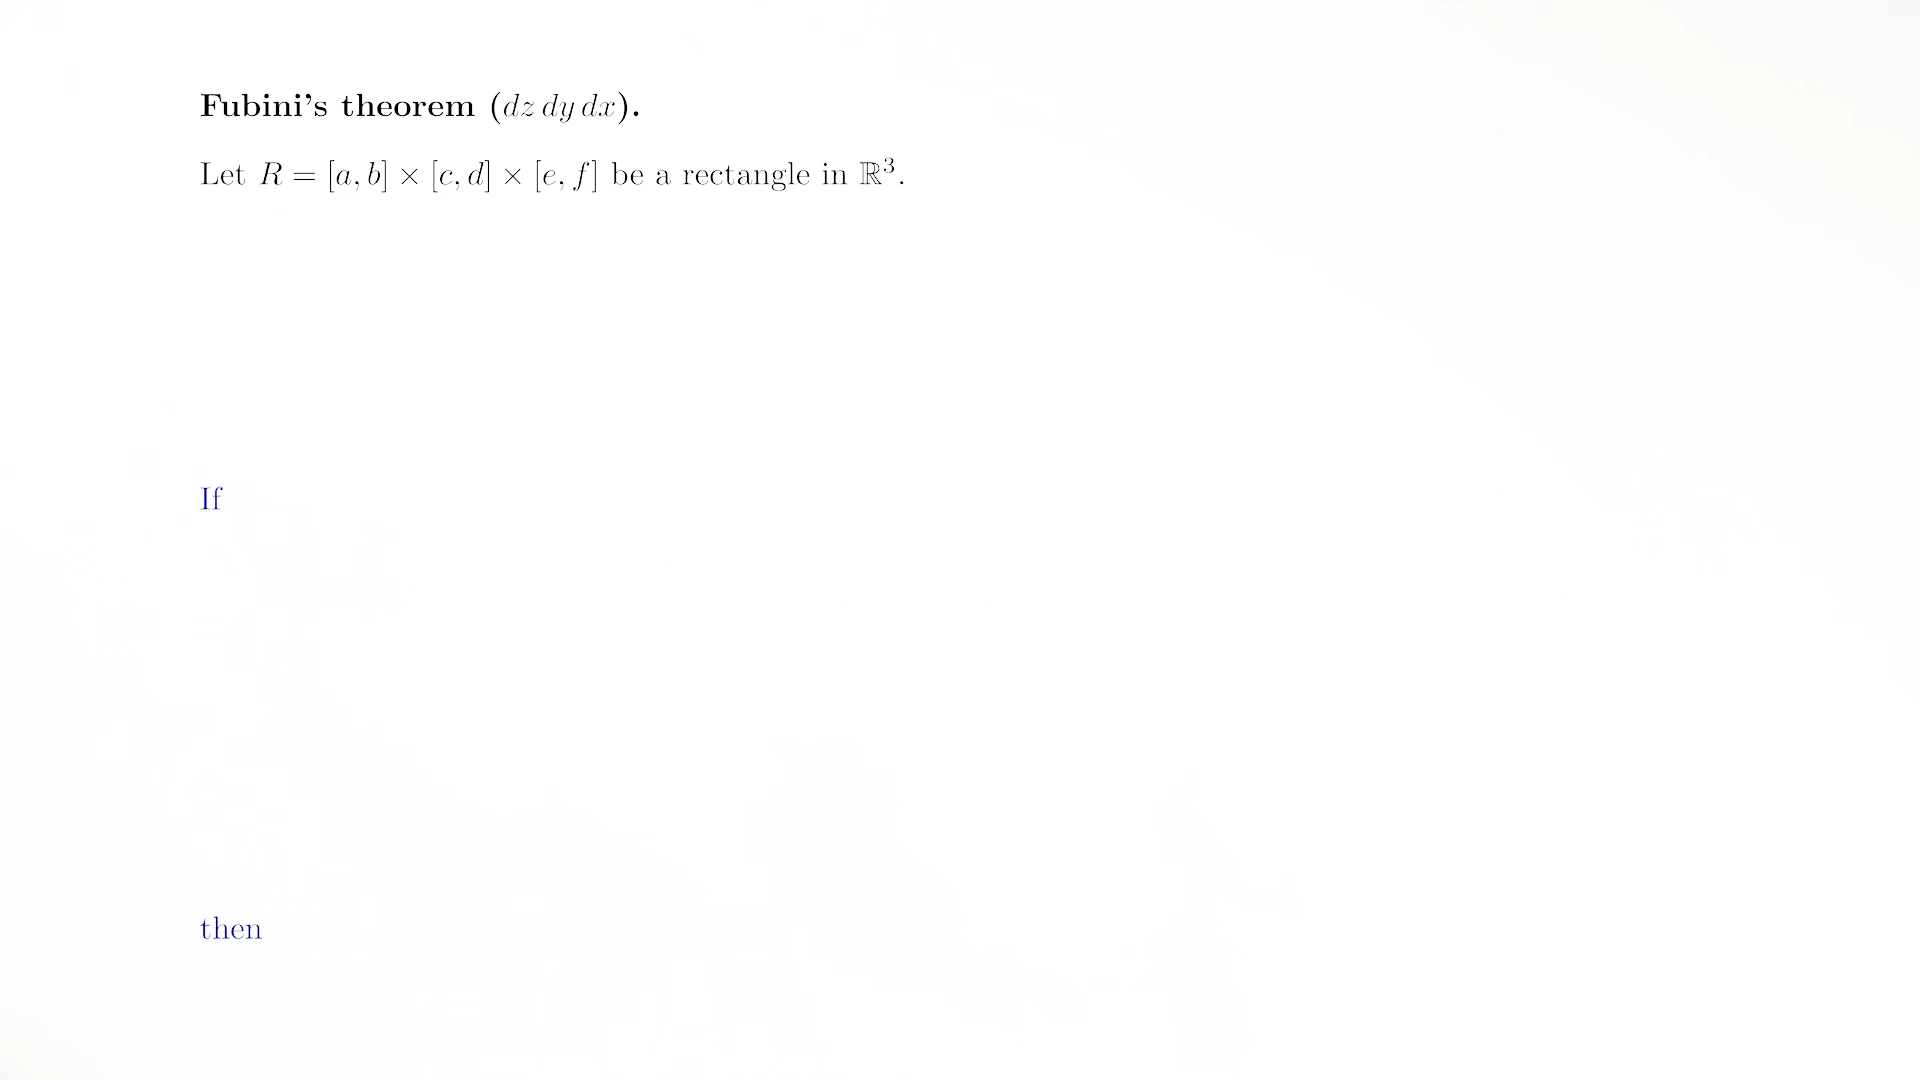 Fubini's theorem (dz dy dx).
Let R = [a, b] × [c, d] × [e, f] be a rectangle in ℝ³.
If
then